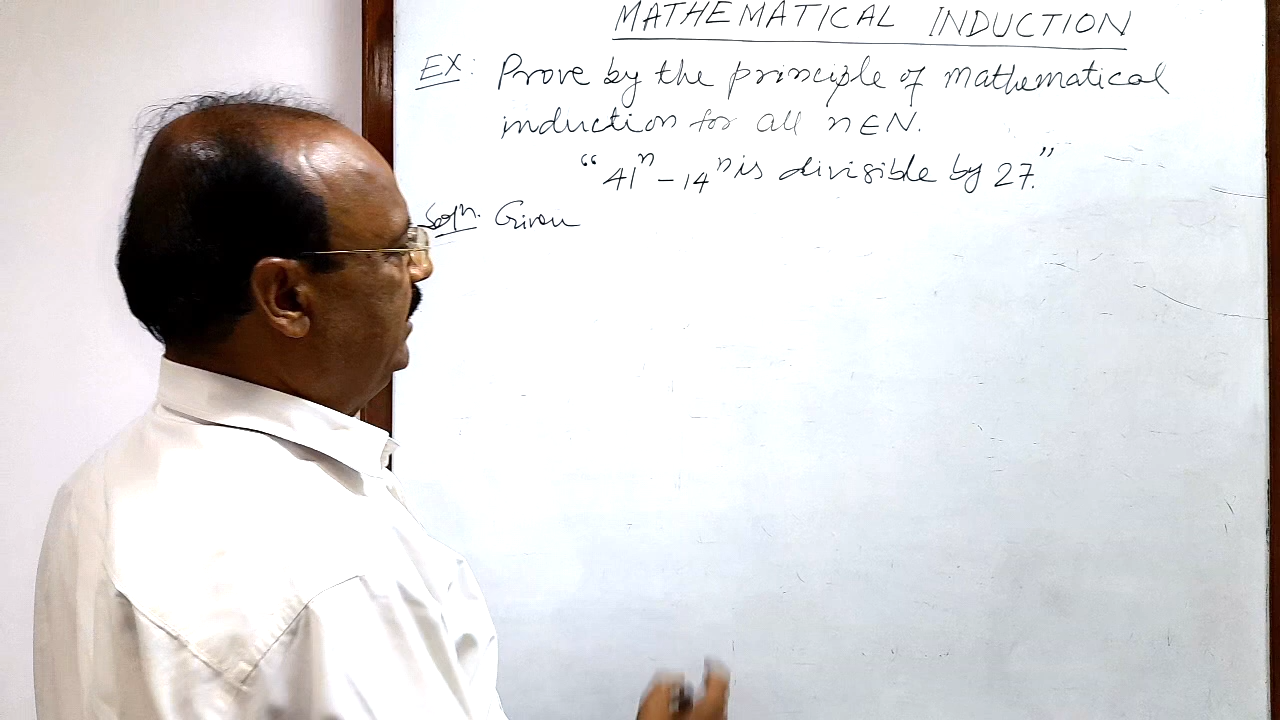 MATHEMATICAL INDUCTION
EX: Prove by the principle of mathematical
induction for all n∈N.
“41ⁿ – 14ⁿ is divisible by 27.”
Soln. Given